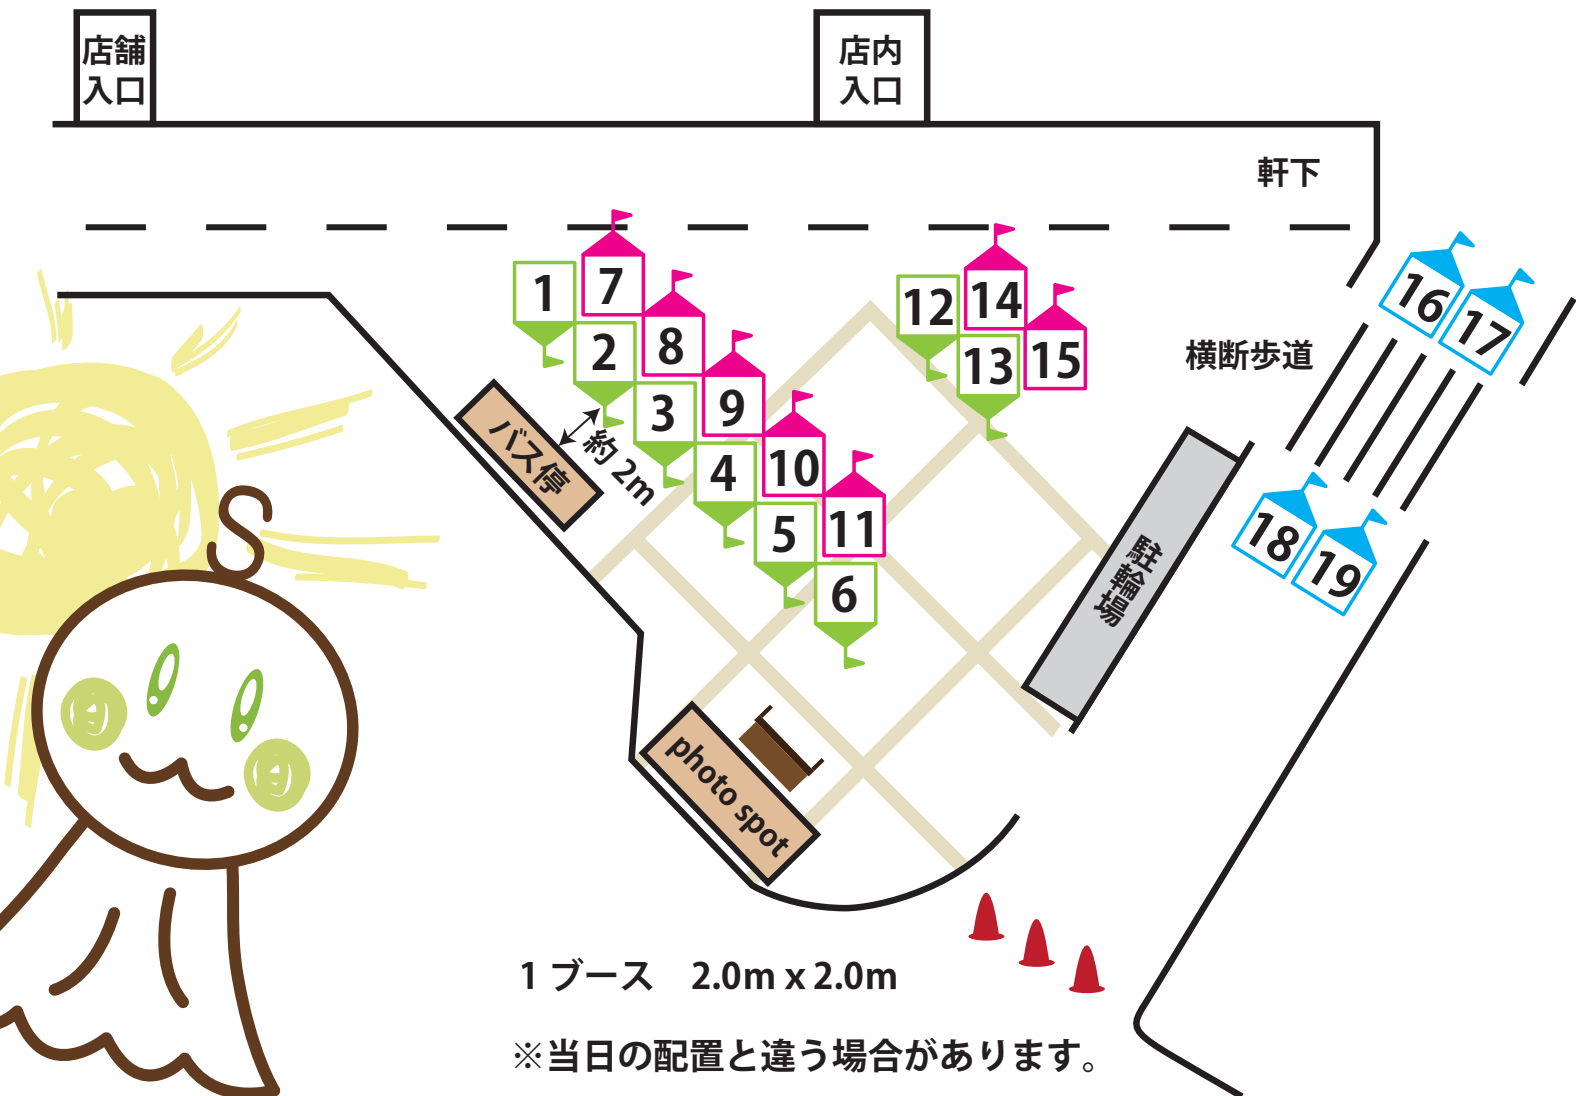 店舗
入口
店内
入口
軒下
1
7
2
8
3
9
4
10
5
11
6
12
14
13
15
16
17
横断歩道
バス停
約 2m
18
19
駐輪場
photo spot
1 ブース　2.0m x 2.0m
※当日の配置と違う場合があります。